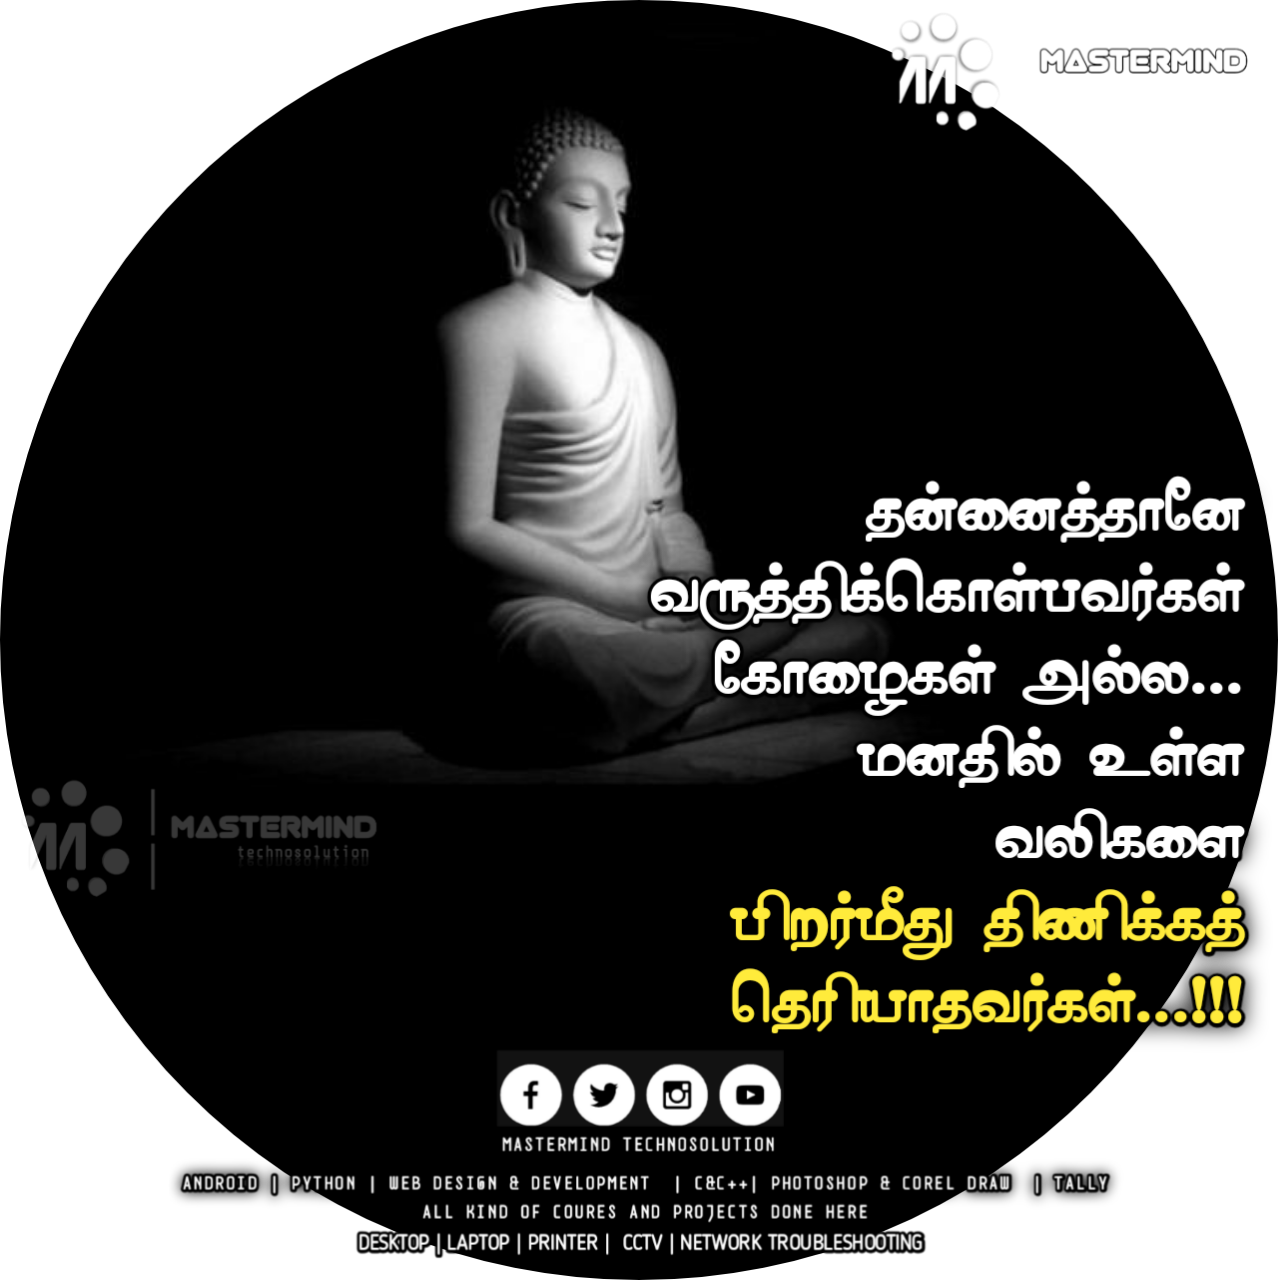 MASTERMIND
தன்னைத்தானே
வருத்திக்கொள்பவர்கள்
கோழைகள் அல்ல...
மனதில் உள்ள
வலிகளை
பிறர்மீது திணிக்கத்
தெரியாதவர்கள்...!!!
MASTERMIND
technosolution
MASTERMIND TECHNOSOLUTION
ANDROID | PYTHON | WEB DESIGN & DEVELOPMENT | C&C++| PHOTOSHOP & COREL DRAW | TALLY
ALL KIND OF COURES AND PROJECTS DONE HERE
DESKTOP | LAPTOP | PRINTER | CCTV | NETWORK TROUBLESHOOTING